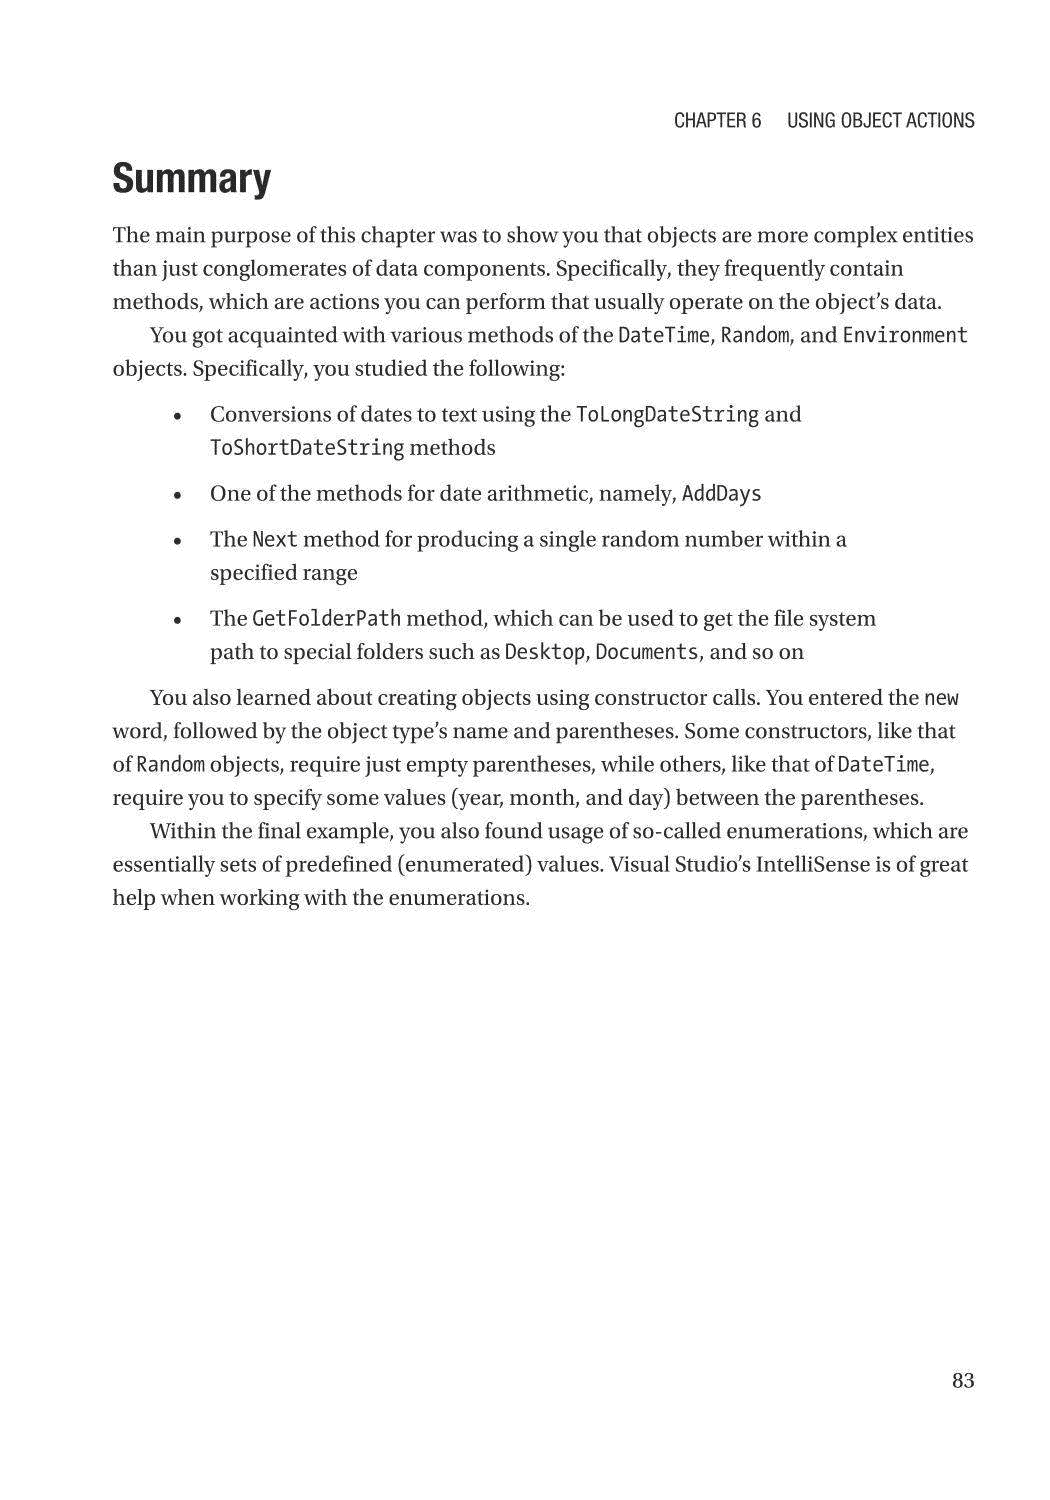 CHAPTER 6 USING OBJECT ACTIONS
Summary
The main purpose of this chapter was to show you that objects are more complex entities
than just conglomerates of data components. Specifically, they frequently contain
methods, which are actions you can perform that usually operate on the object’s data.
You got acquainted with various methods of the DateTime, Random, and Environment
objects. Specifically, you studied the following:
• Conversions of dates to text using the ToLongDateString and
ToShortDateString methods
• One of the methods for date arithmetic, namely, AddDays
• The Next method for producing a single random number within a
specified range
• The GetFolderPath method, which can be used to get the file system
path to special folders such as Desktop, Documents, and so on
You also learned about creating objects using constructor calls. You entered the new
word, followed by the object type’s name and parentheses. Some constructors, like that
of Random objects, require just empty parentheses, while others, like that of DateTime,
require you to specify some values (year, month, and day) between the parentheses.
Within the final example, you also found usage of so-called enumerations, which are
essentially sets of predefined (enumerated) values. Visual Studio’s IntelliSense is of great
help when working with the enumerations.
83